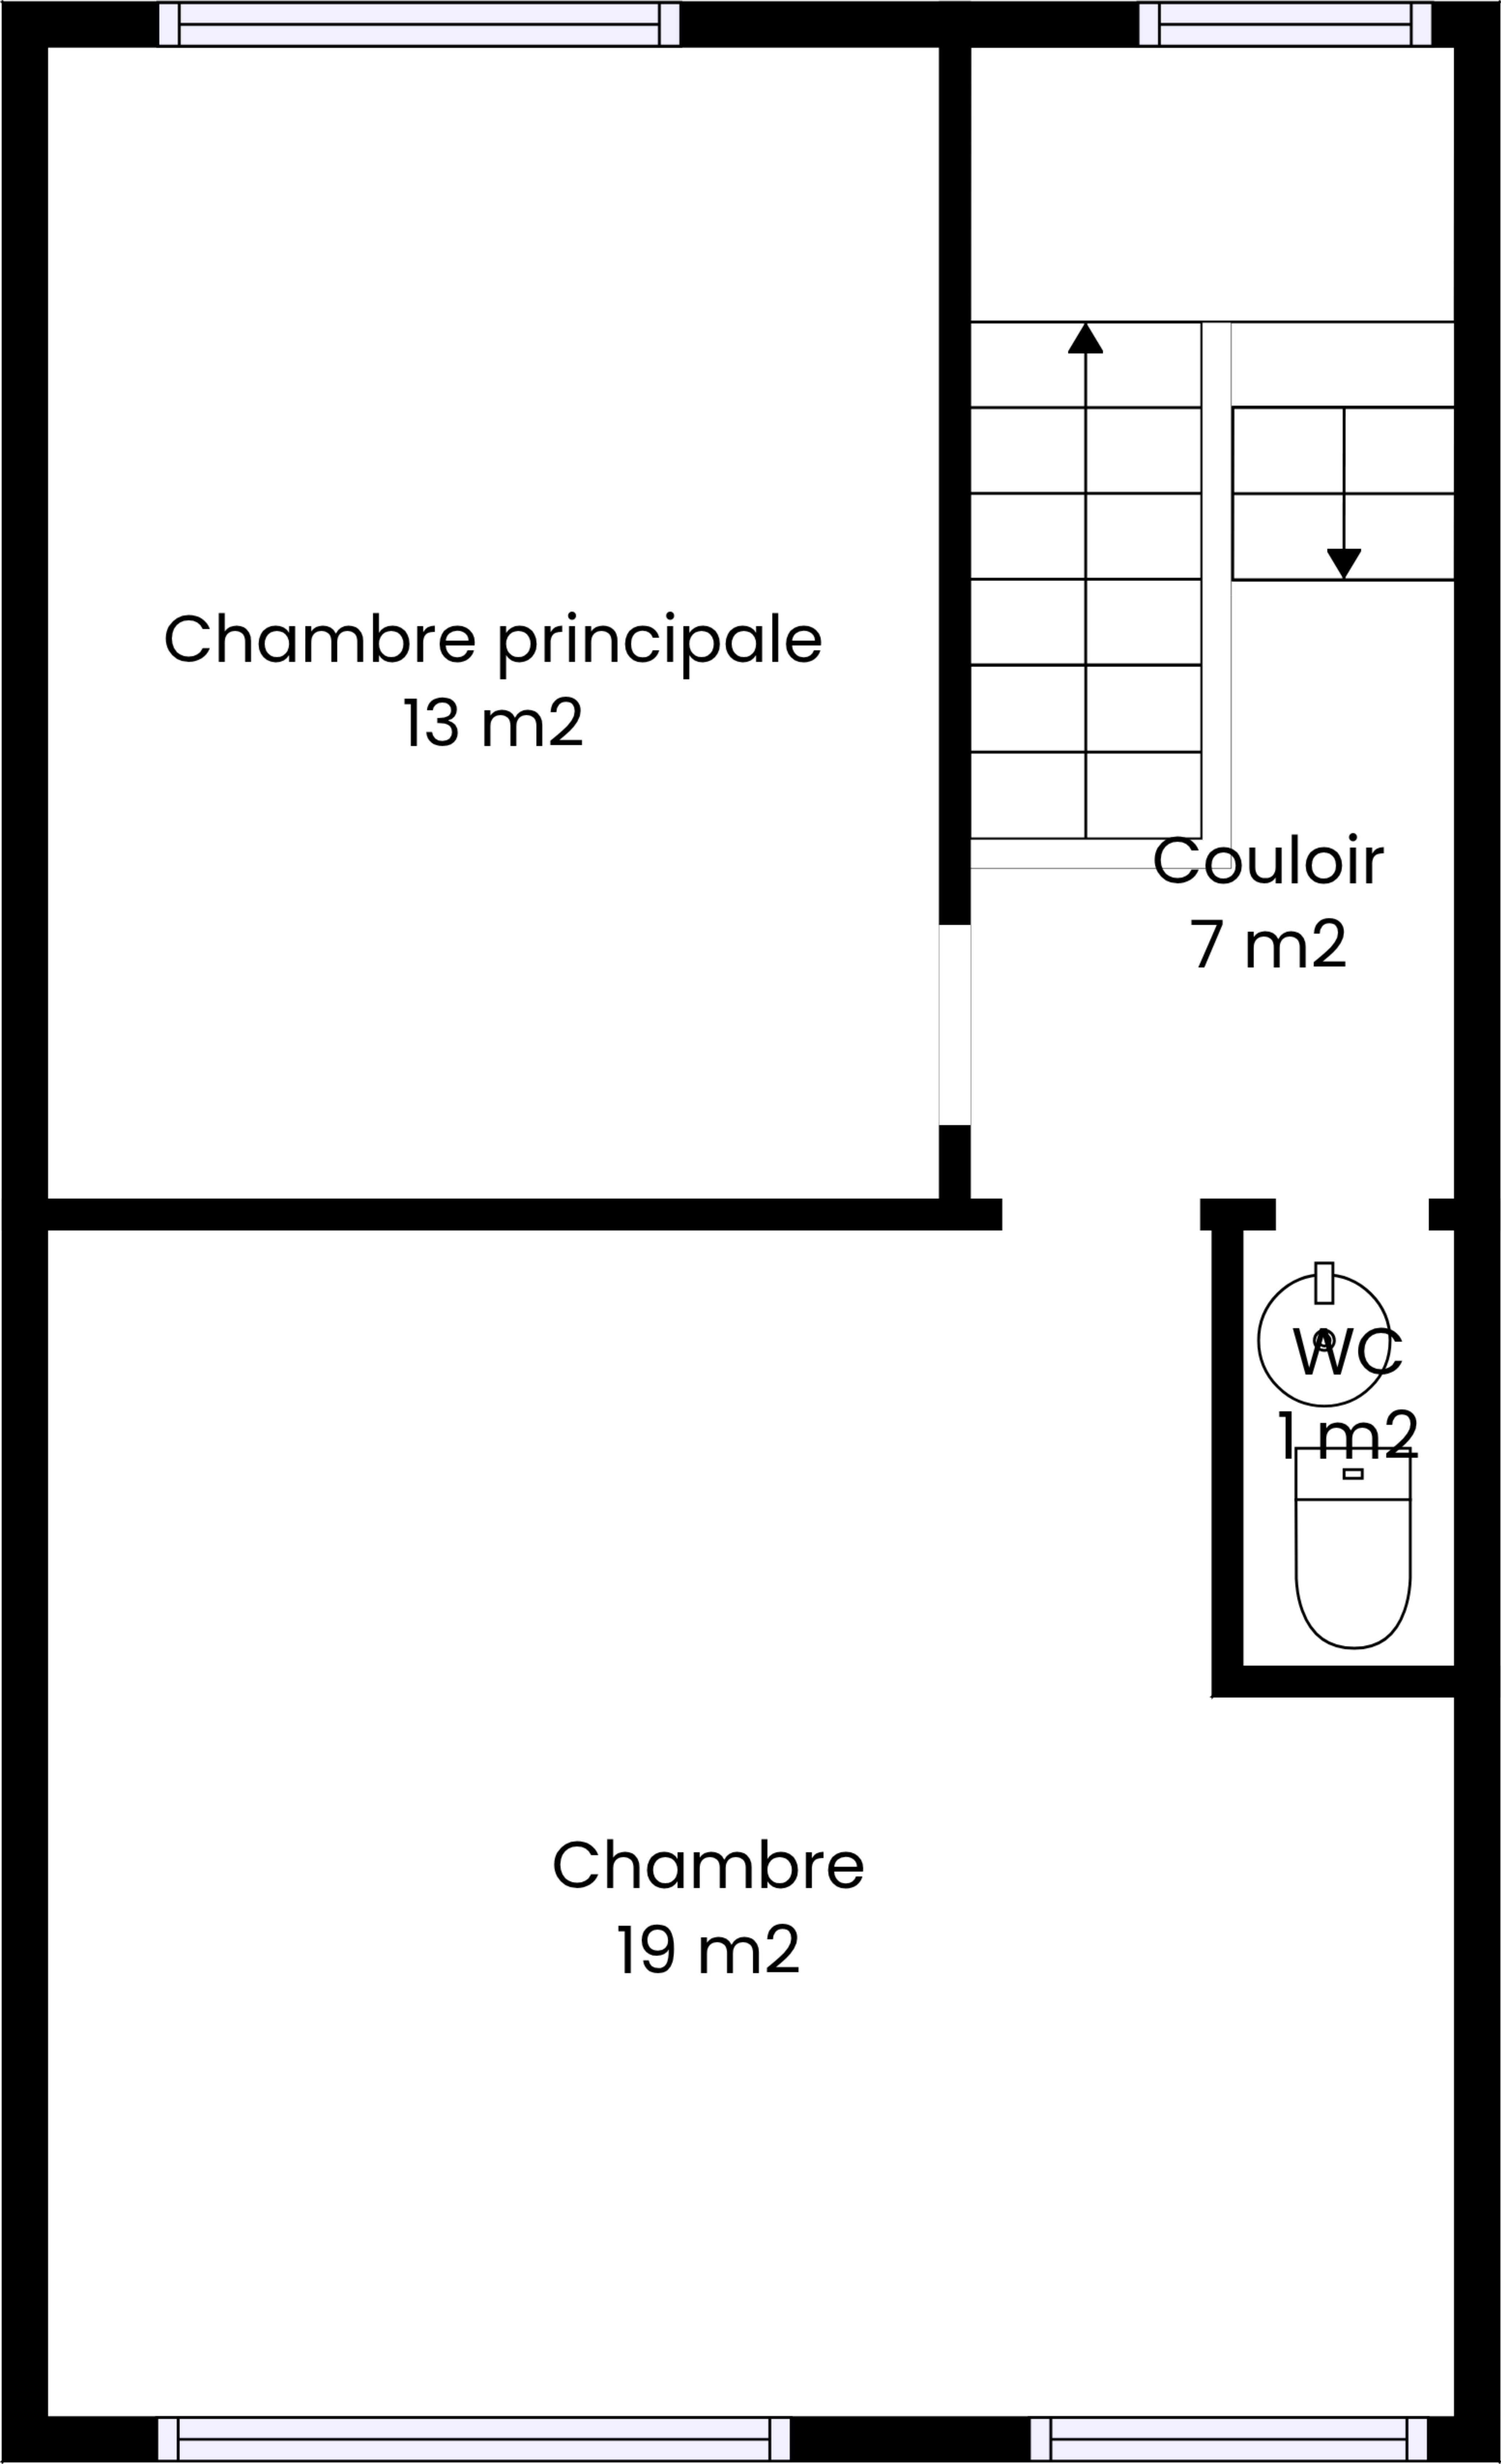 Chambre principale
13 m2
Couloir
7 m2
WC
1 m2
Chambre
19 m2